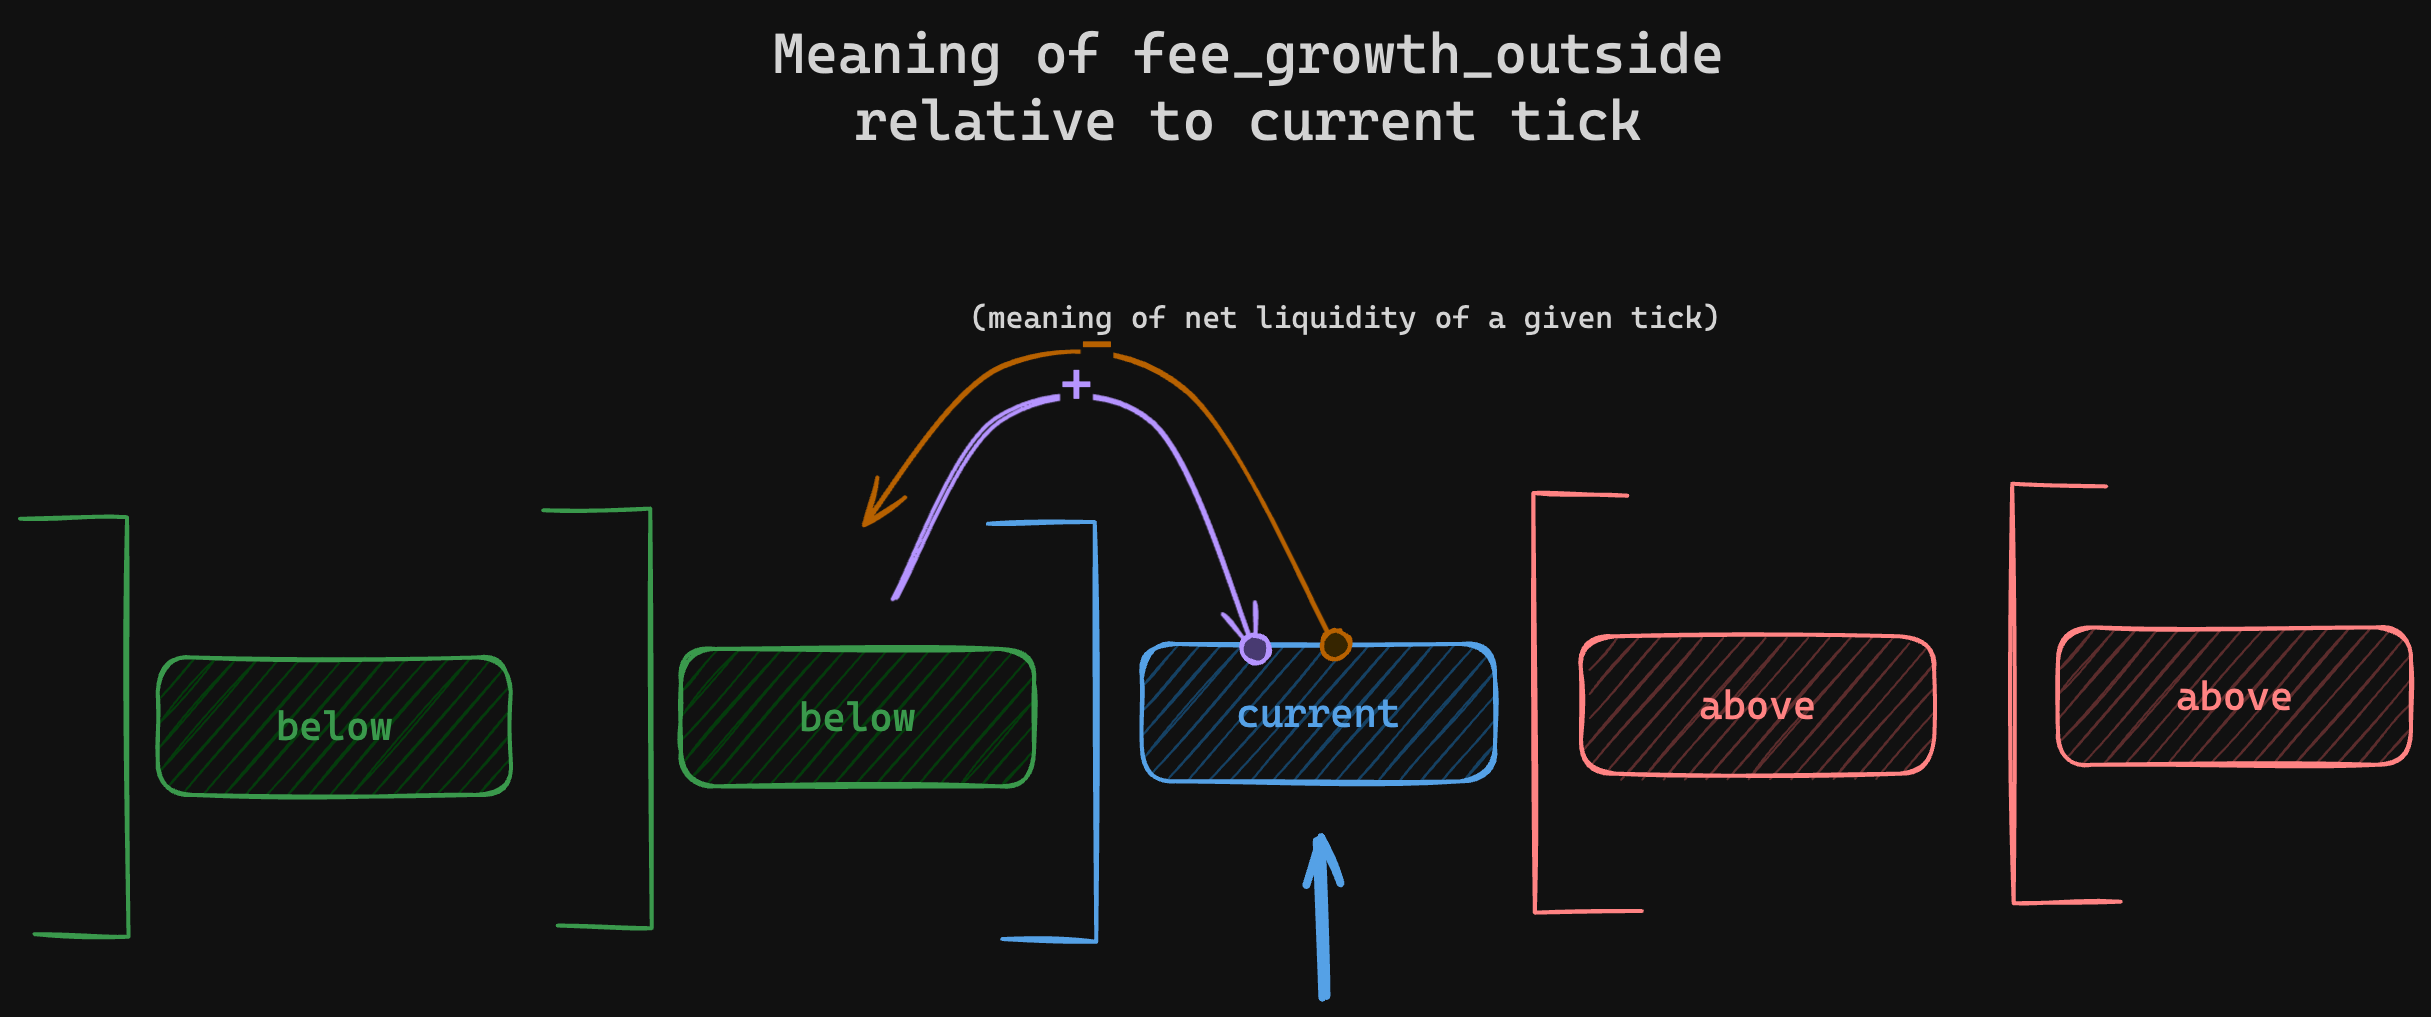 Meaning of fee_growth_outside
relative to current tick
(meaning of net liquidity of a given tick)
−
+
below
below
current
above
above